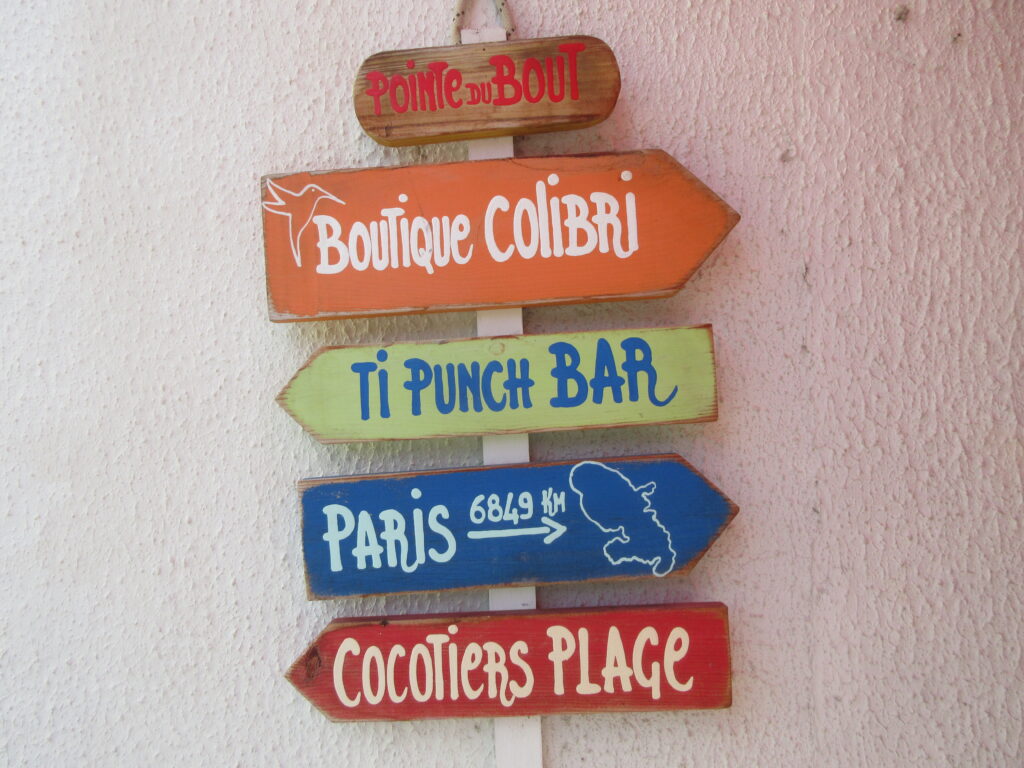 POINTE DU BOUT
BOUTIQUE COLIBRI
TI PUNCH BAR
PARIS 6849 KM
COCOTIERS PLAGE